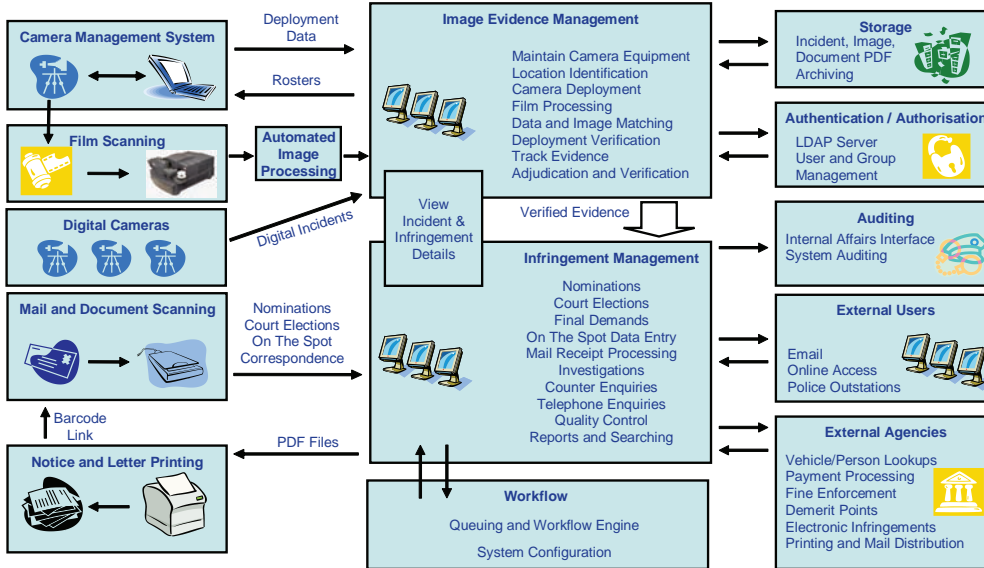 Camera Management System
Deployment
Data
Rosters
Image Evidence Management
Maintain Camera Equipment
Location Identification
Camera Deployment
Film Processing
Data and Image Matching
Deployment Verification
Track Evidence
Adjudication and Verification
Storage
Incident, Image,
Document PDF
Archiving
Film Scanning
Automated
Image
Processing
Authentication / Authorisation
LDAP Server
User and Group
Management
Digital Cameras
Digital Incidents
View
Incident &
Infringement
Details
Verified Evidence
Auditing
Internal Affairs Interface
System Auditing
Mail and Document Scanning
Nominations
Court Elections
On The Spot
Correspondence
Infringement Management
Nominations
Court Elections
Final Demands
On The Spot Data Entry
Mail Receipt Processing
Investigations
Counter Enquiries
Telephone Enquiries
Quality Control
Reports and Searching
External Users
Email
Online Access
Police Outstations
Barcode
Link
PDF Files
Notice and Letter Printing
Workflow
Queuing and Workflow Engine
System Configuration
External Agencies
Vehicle/Person Lookups
Payment Processing
Fine Enforcement
Demerit Points
Electronic Infringements
Printing and Mail Distribution